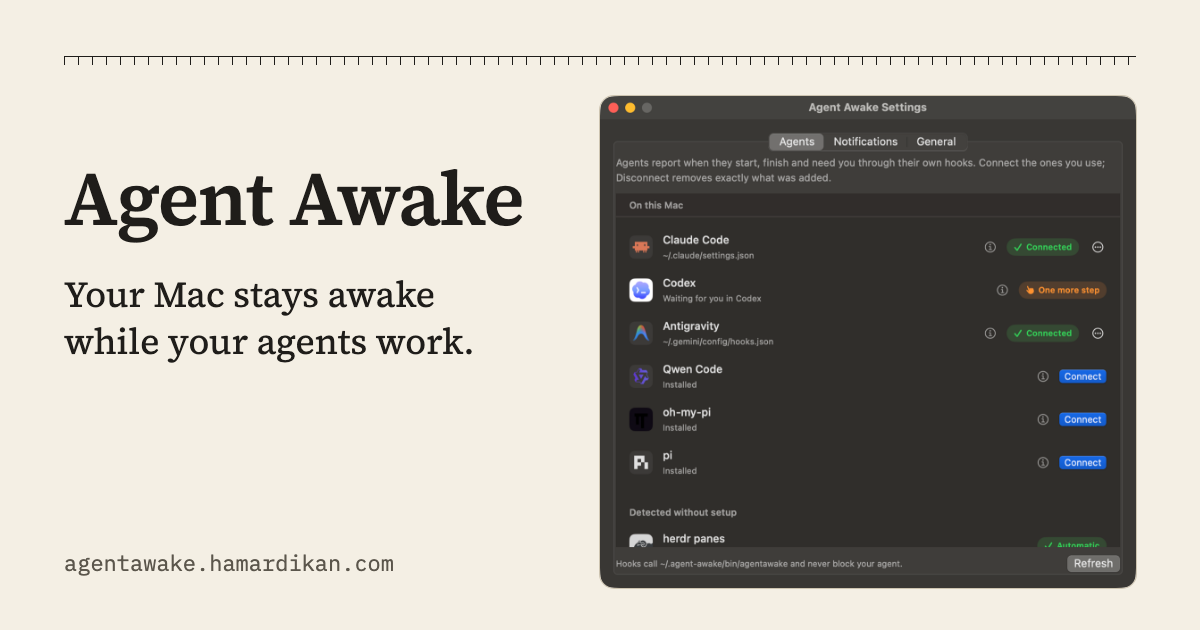 Agent Awake
Your Mac stays awake
while your agents work.
agentawake.hamardikan.com
Agent Awake Settings
Agents Notifications General
Agents report when they start, finish and need you through their own hooks. Connect the ones you use;
Disconnect removes exactly what was added.
On this Mac
Claude Code
~/.claude/settings.json
Connected
Codex
Waiting for you in Codex
One more step
Antigravity
~/.gemini/config/hooks.json
Connected
Qwen Code
Installed
Connect
oh-my-pi
Installed
Connect
pi
Installed
Connect
Detected without setup
herdr panes
Automatic
Hooks call ~/.agent-awake/bin/agentawake and never block your agent.
Refresh